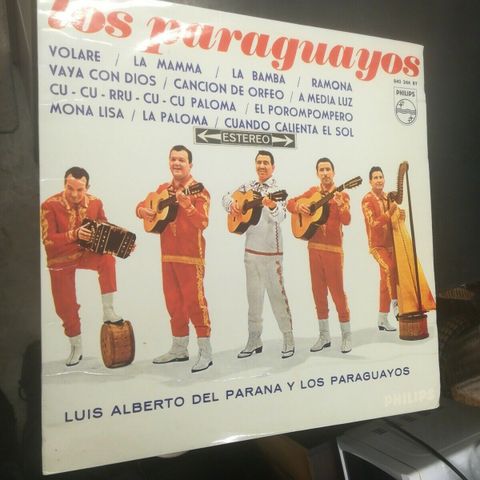 los paraguayos
VOLARE / LA MAMMA / LA BAMBA / RAMONA
VAYA CON DIOS / CANCION DE ORFEO / A MEDIA LUZ
CU - CU - RRU - CU - CU PALOMA / EL POROMPOMPERO
MONA LISA / LA PALOMA / CUANDO CALIENTA EL SOL
ESTEREO
PHILIPS
LUIS ALBERTO DEL PARANA Y LOS PARAGUAYOS
PHILIPS